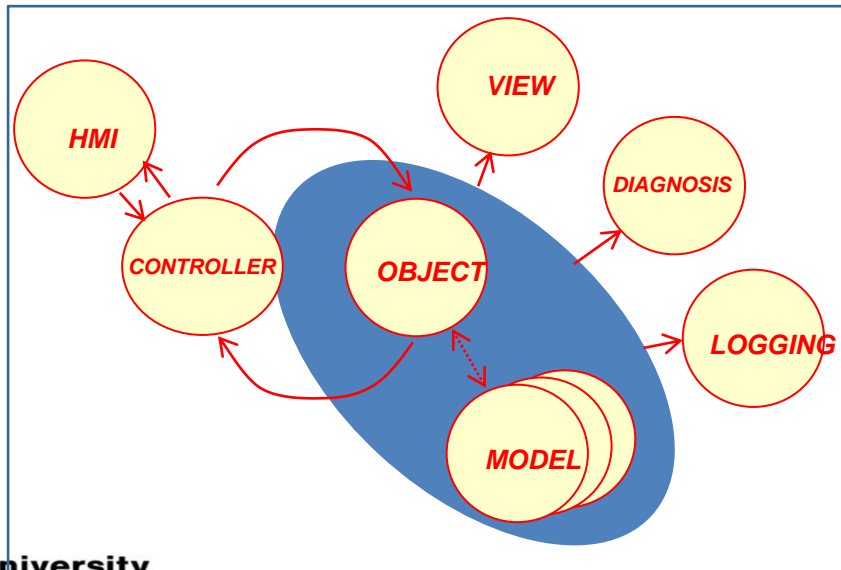 VIEW
HMI
DIAGNOSIS
CONTROLLER
OBJECT
LOGGING
MODEL